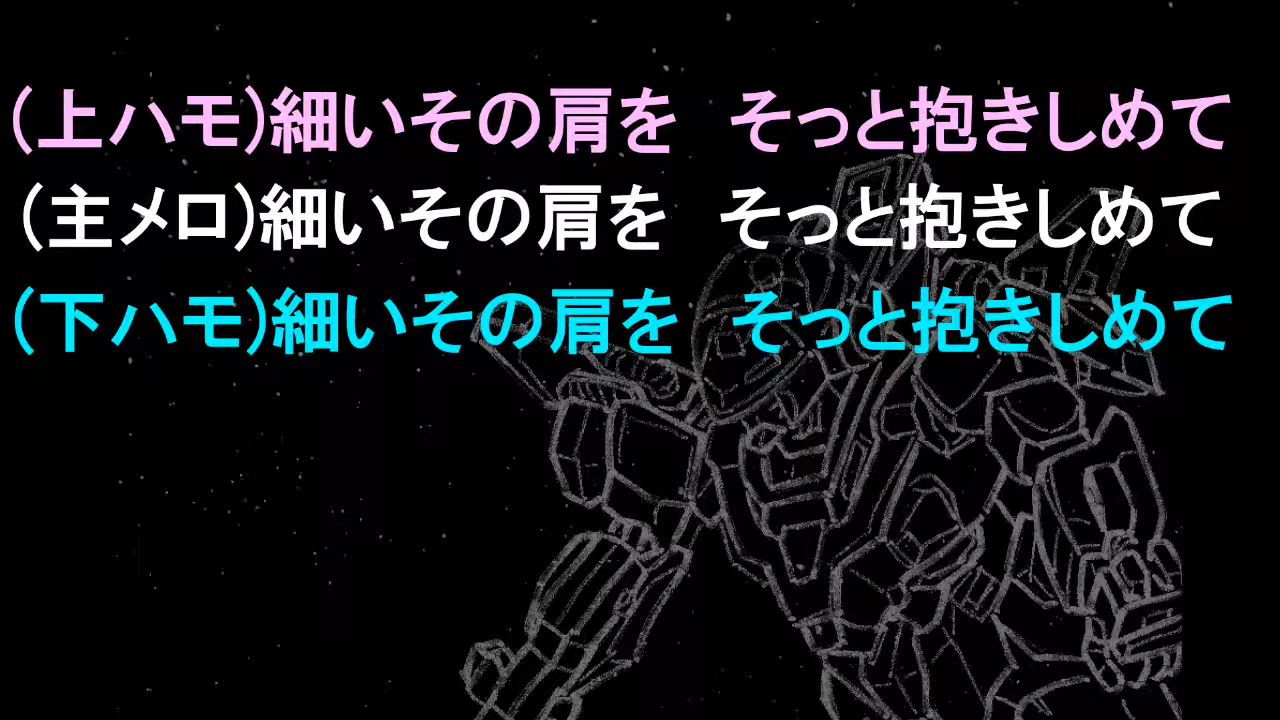 (上ハモ)細いその肩を　そっと抱きしめて
(主メロ)細いその肩を　そっと抱きしめて
(下ハモ)細いその肩を　そっと抱きしめて